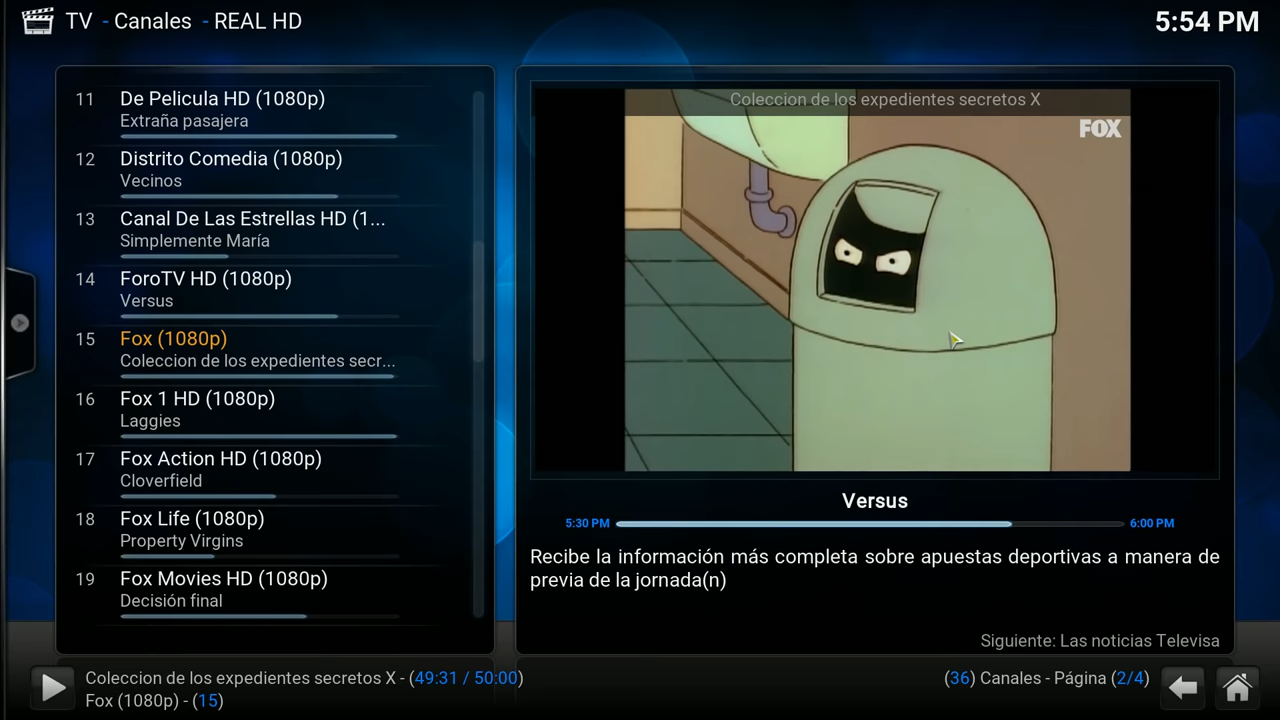 TV - Canales - REAL HD
5:54 PM
11 De Pelicula HD (1080p)
Extraña pasajera
12 Distrito Comedia (1080p)
Vecinos
13 Canal De Las Estrellas HD (1...
Simplemente María
14 ForoTV HD (1080p)
Versus
15 Fox (1080p)
Coleccion de los expedientes secr...
16 Fox 1 HD (1080p)
Laggies
17 Fox Action HD (1080p)
Cloverfield
18 Fox Life (1080p)
Property Virgins
19 Fox Movies HD (1080p)
Decisión final
Coleccion de los expedientes secretos X
FOX
Versus
5:30 PM 6:00 PM
Recibe la información más completa sobre apuestas deportivas a manera de
previa de la jornada(n)
Siguiente: Las noticias Televisa
Coleccion de los expedientes secretos X - (49:31 / 50:00)
Fox (1080p) - (15)
(36) Canales - Página (2/4)